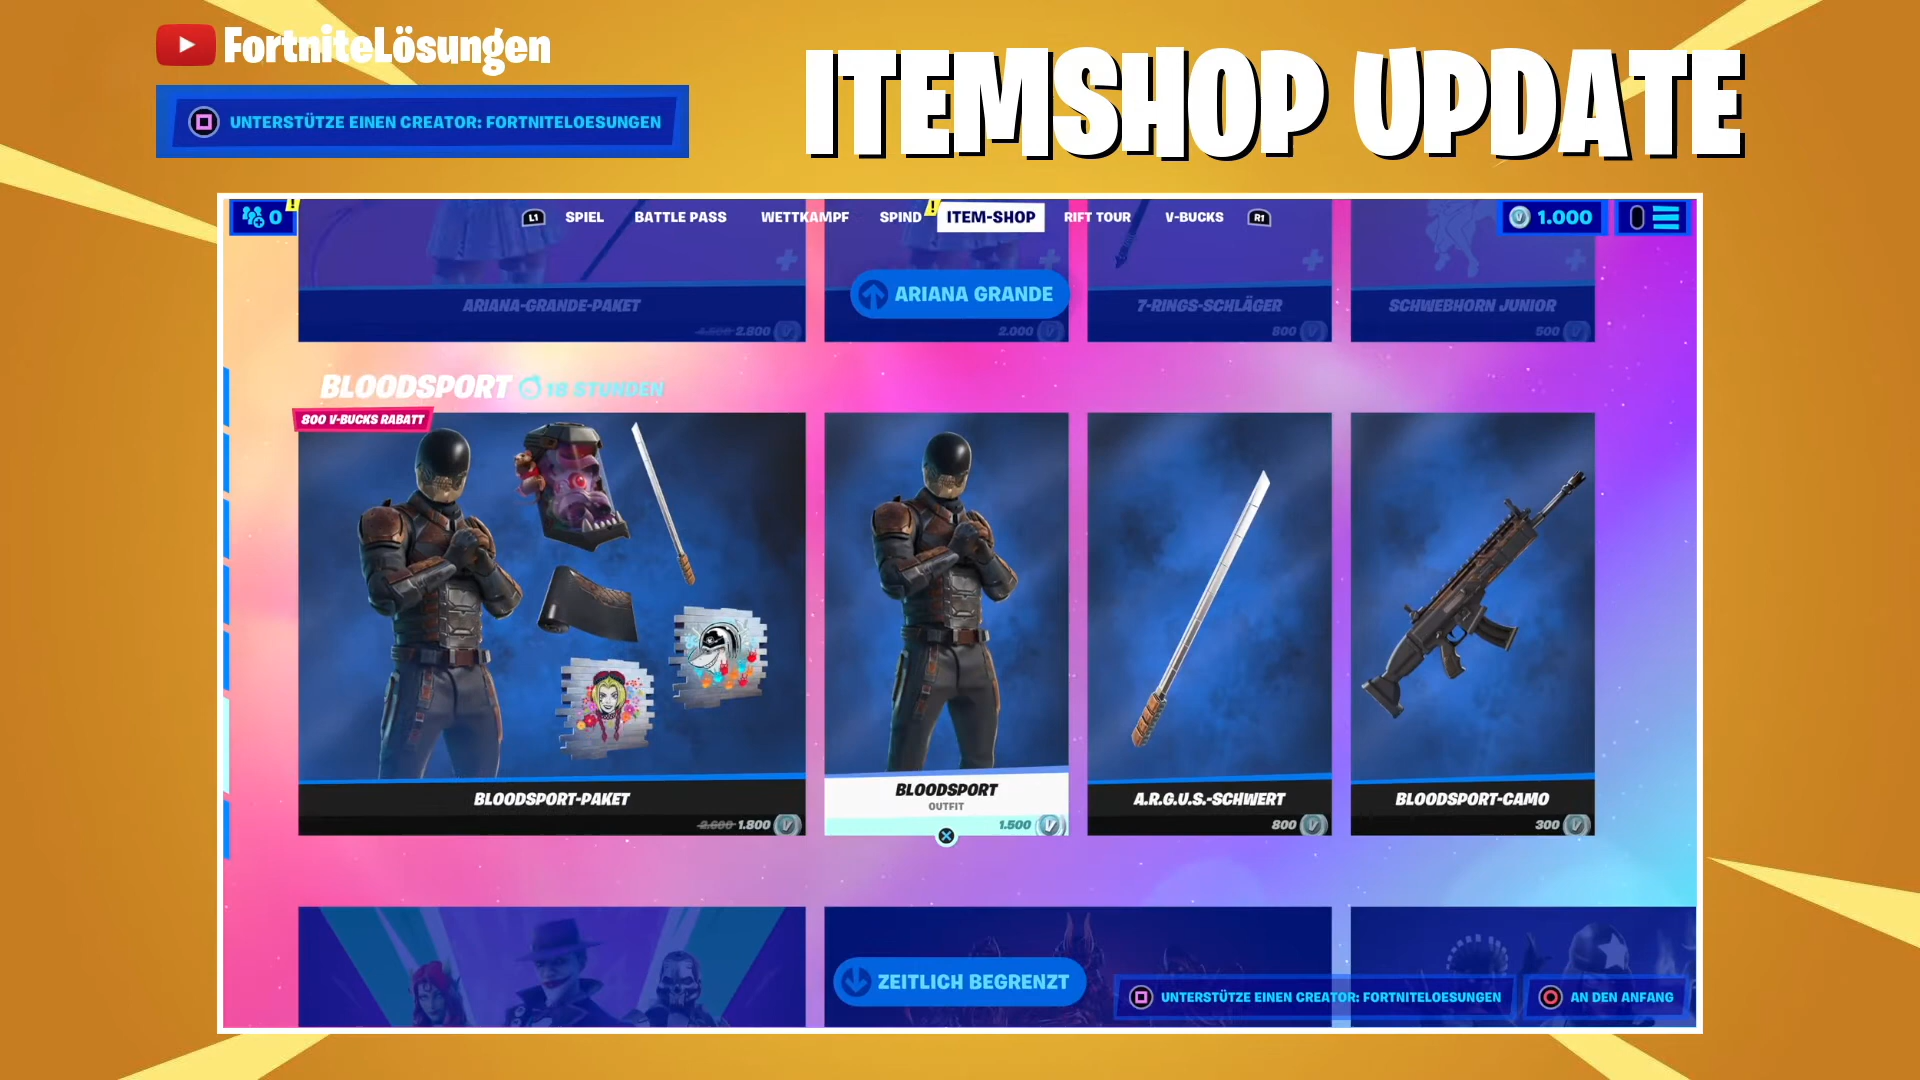 FortniteLösungen
UNTERSTÜTZE EINEN CREATOR: FORTNITELOESUNGEN
ITEMSHOP UPDATE
0
!
L1
SPIEL
BATTLE PASS
WETTKAMPF
SPIND
!
ITEM-SHOP
RIFT TOUR
V-BUCKS
R1
1.000
ARIANA GRANDE
ARIANA-GRANDE-PAKET
7-RINGS-SCHLÄGER
SCHWEBHORN JUNIOR
2.800
2.000
800
500
BLOODSPORT
18 STUNDEN
800 V-BUCKS RABATT
BLOODSPORT-PAKET
2.600 1.800
BLOODSPORT
OUTFIT
1.500
A.R.G.U.S.-SCHWERT
800
BLOODSPORT-CAMO
300
ZEITLICH BEGRENZT
UNTERSTÜTZE EINEN CREATOR: FORTNITELOESUNGEN
AN DEN ANFANG